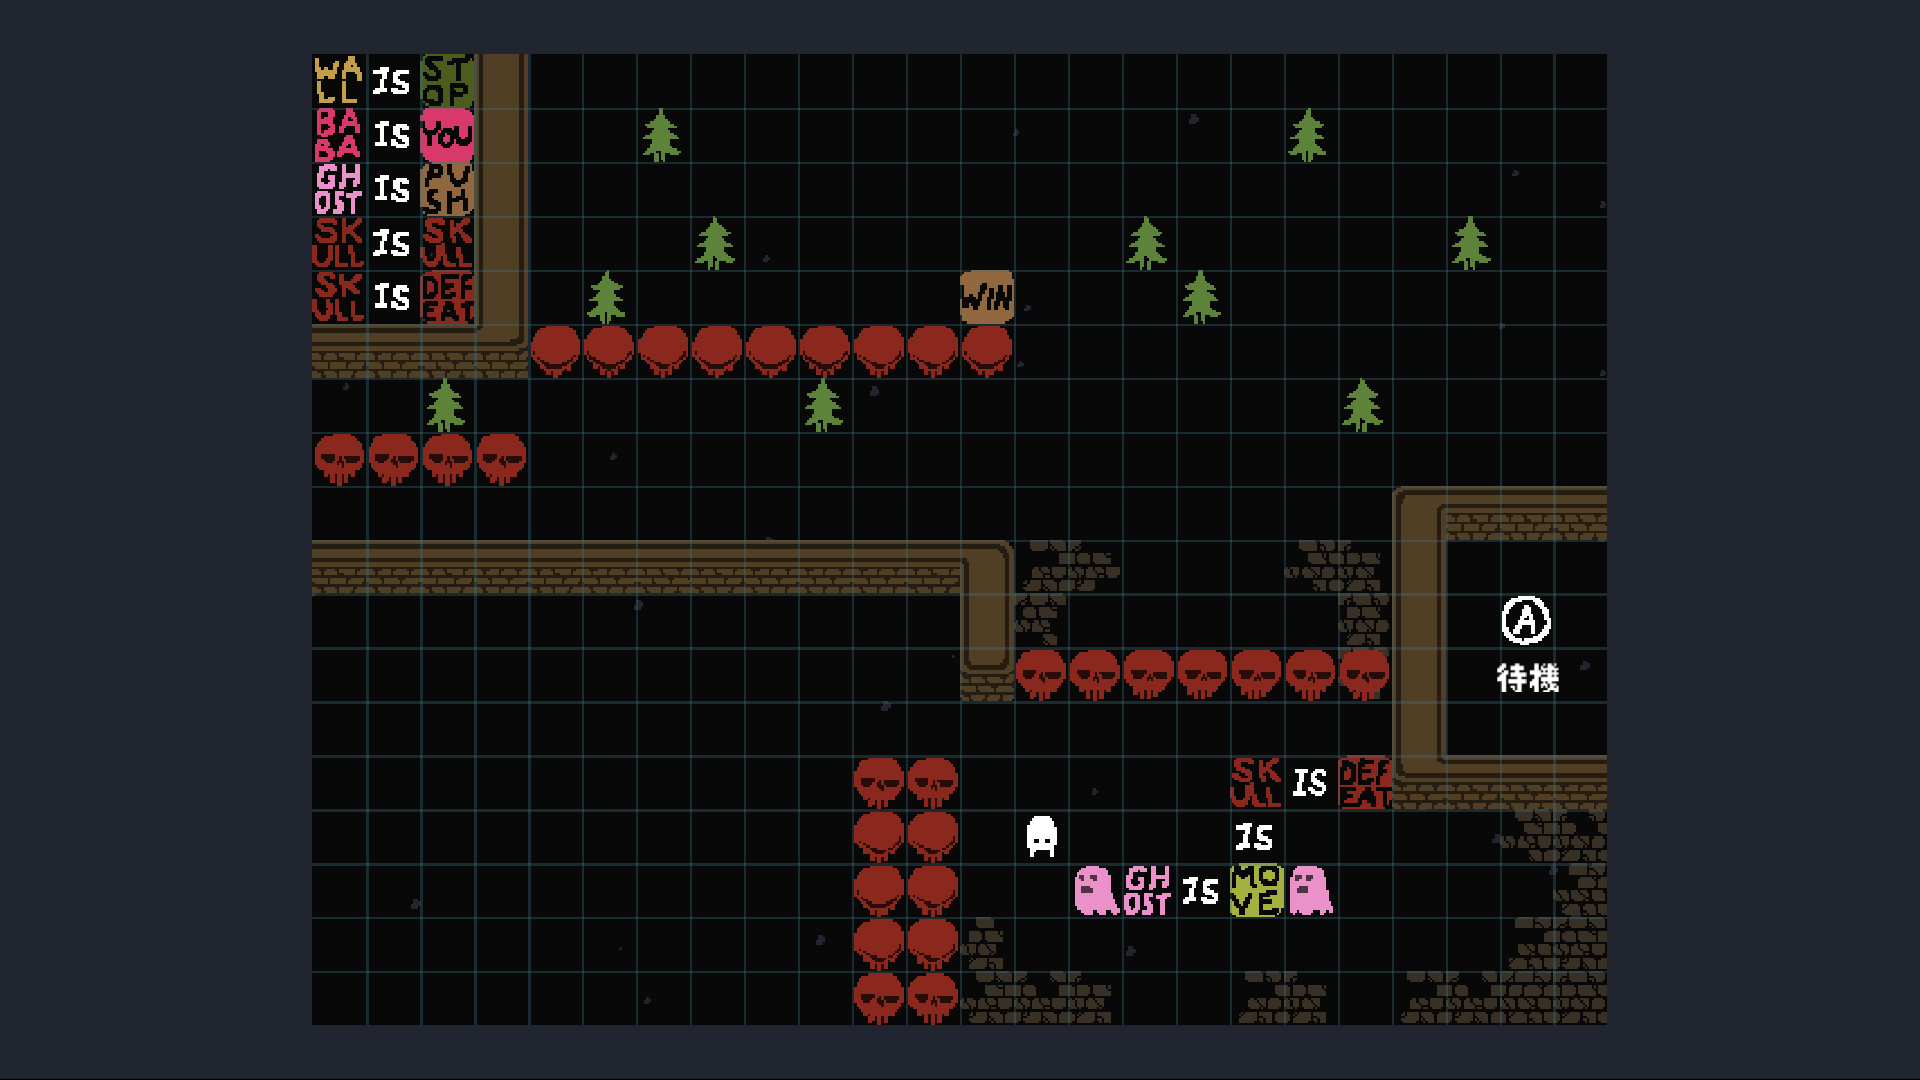 WALL IS STOP
BABA IS YOU
GHOST IS PUSH
SKULL IS SKULL
SKULL IS DEFEAT
WIN
A
待機
SKULL IS DEFEAT
IS
GHOST IS MOVE